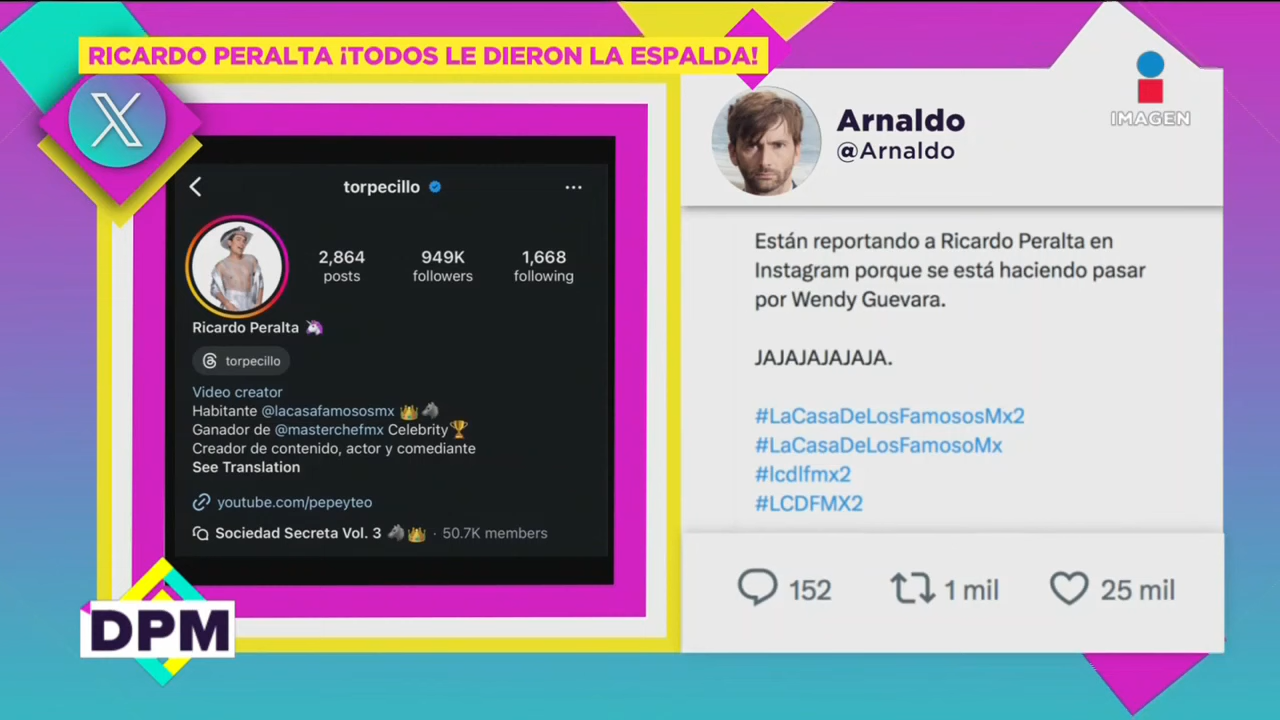 RICARDO PERALTA ¡TODOS LE DIERON LA ESPALDA!
X
IMAGEN
torpecillo
2,864
949K
1,668
posts
followers
following
Ricardo Peralta 🦄
torpecillo
Video creator
Habitante @lacasafamososmx 👑🐴
Ganador de @masterchefmx Celebrity🏆
Creador de contenido, actor y comediante
See Translation
youtube.com/pepeyteo
Sociedad Secreta Vol. 3 🐴👑 · 50.7K members
Arnaldo
@Arnaldo
Están reportando a Ricardo Peralta en
Instagram porque se está haciendo pasar
por Wendy Guevara.
JAJAJAJAJAJA.
#LaCasaDeLosFamososMx2
#LaCasaDeLosFamosoMx
#lcdlfmx2
#LCDFMX2
152
1 mil
25 mil
DPM